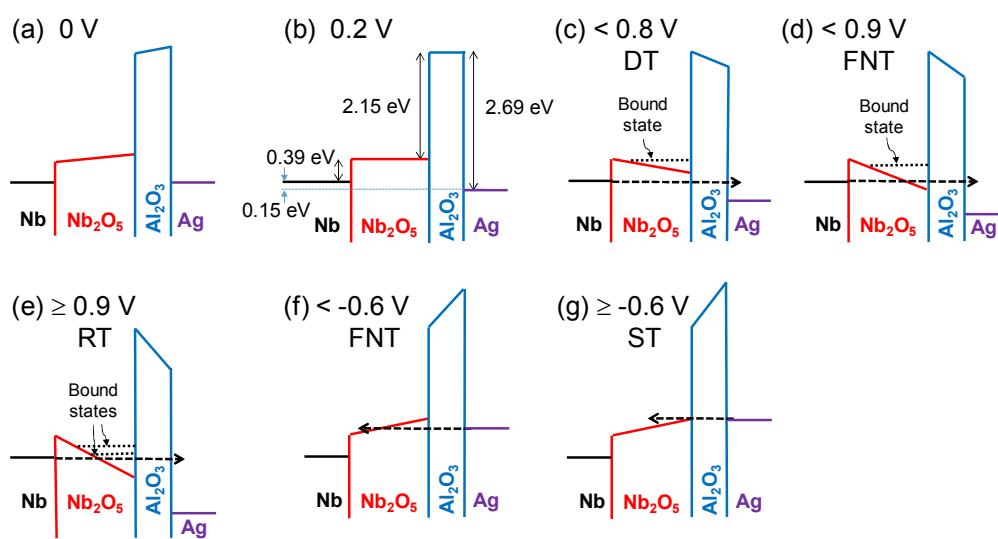 (a) 0 V
Nb
Nb₂O₅
Al₂O₃
Ag
(b) 0.2 V
2.15 eV
2.69 eV
0.39 eV
0.15 eV
Nb
Nb₂O₅
Al₂O₃
Ag
(c) < 0.8 V
DT
Bound
state
Nb
Nb₂O₅
Al₂O₃
Ag
(d) < 0.9 V
FNT
Bound
state
Nb
Nb₂O₅
Al₂O₃
Ag
(e) ≥ 0.9 V
RT
Bound
states
Nb
Nb₂O₅
Al₂O₃
Ag
(f) < -0.6 V
FNT
Nb
Nb₂O₅
Al₂O₃
Ag
(g) ≥ -0.6 V
ST
Nb
Nb₂O₅
Al₂O₃
Ag